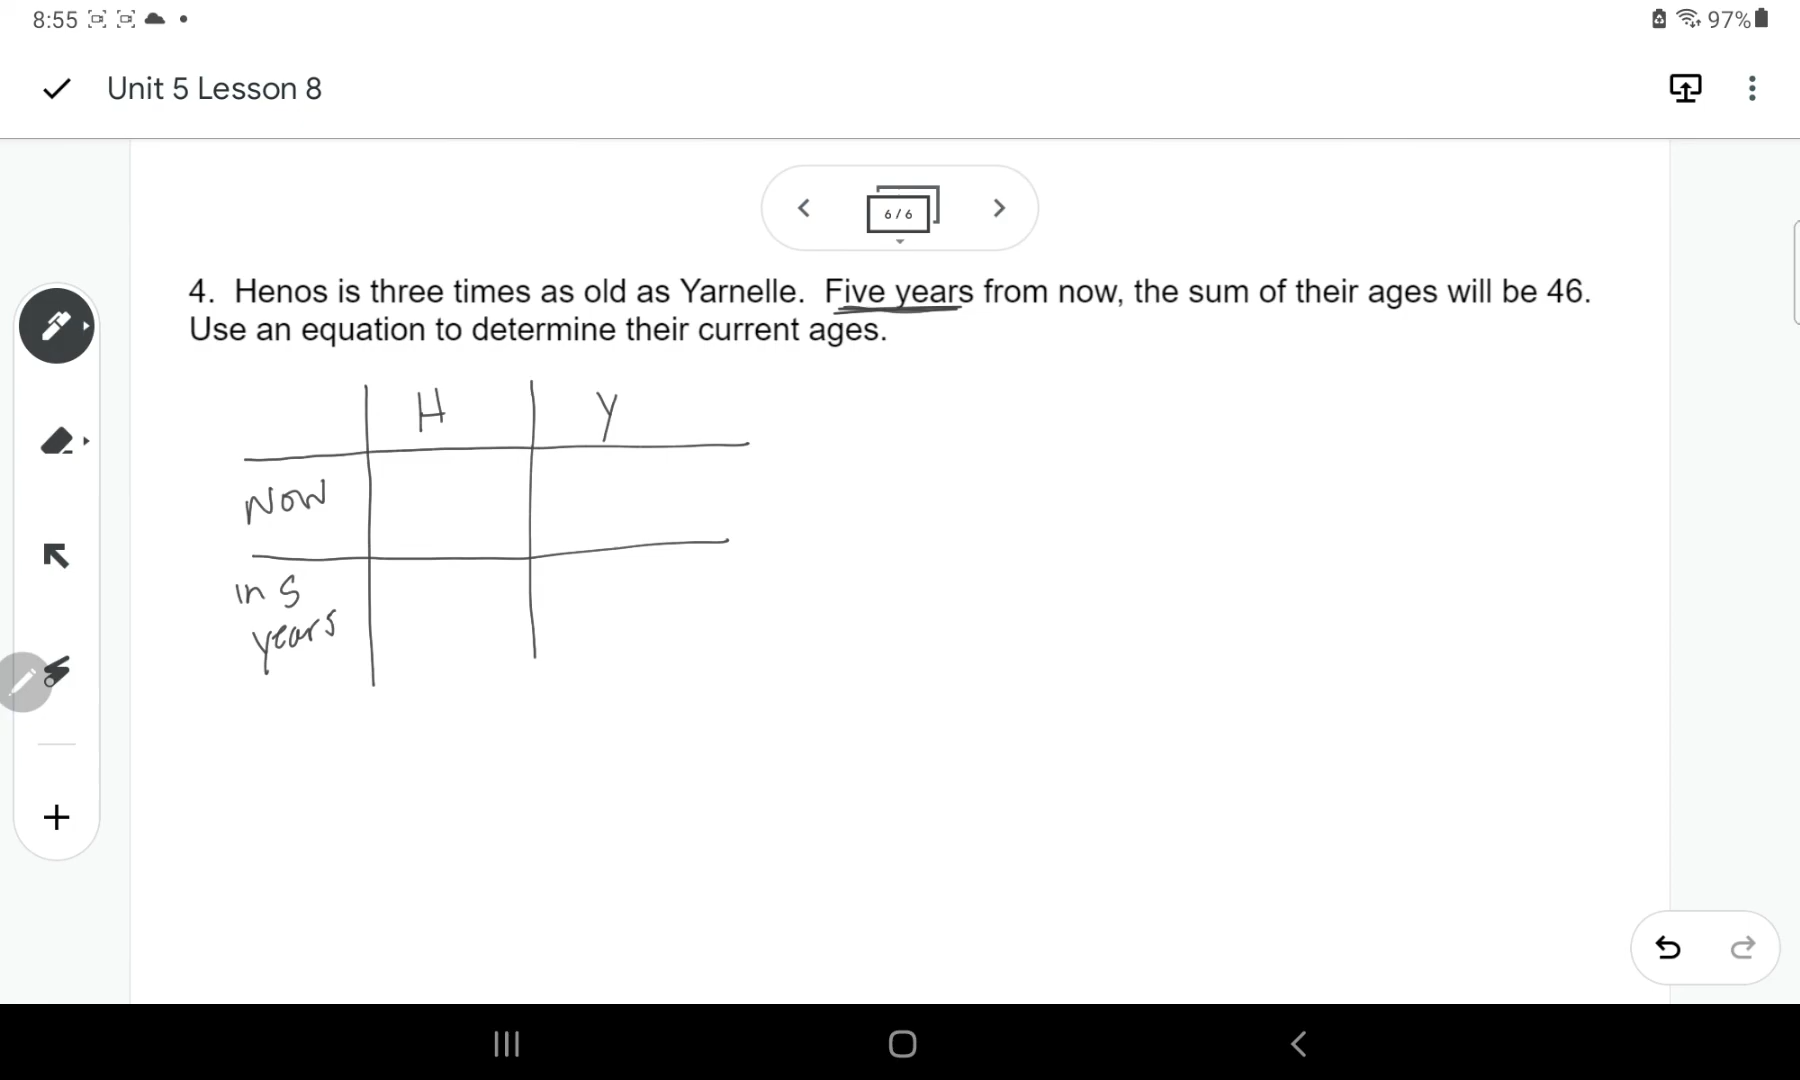 8:55
97%
Unit 5 Lesson 8
6 / 6
4. Henos is three times as old as Yarnelle. Five years from now, the sum of their ages will be 46.
Use an equation to determine their current ages.
H Y
Now
in 5
years